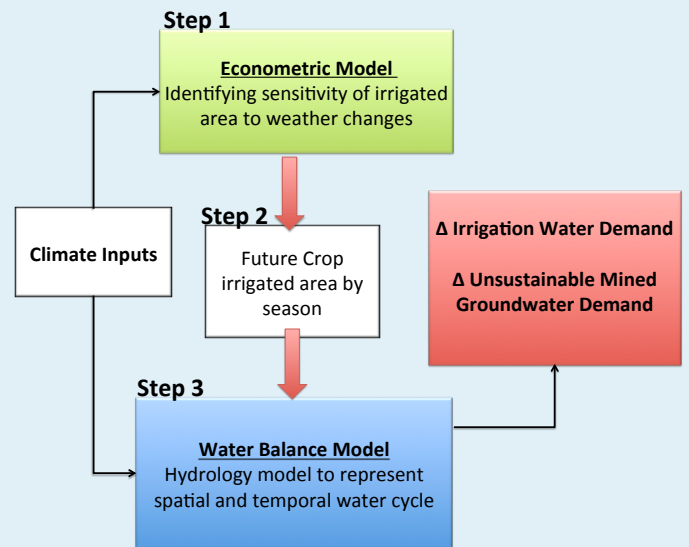 Step 1
Econometric Model
Identifying sensitivity of irrigated
area to weather changes
Climate Inputs
Step 2
Future Crop
irrigated area by
season
Δ Irrigation Water Demand
Δ Unsustainable Mined
Groundwater Demand
Step 3
Water Balance Model
Hydrology model to represent
spatial and temporal water cycle